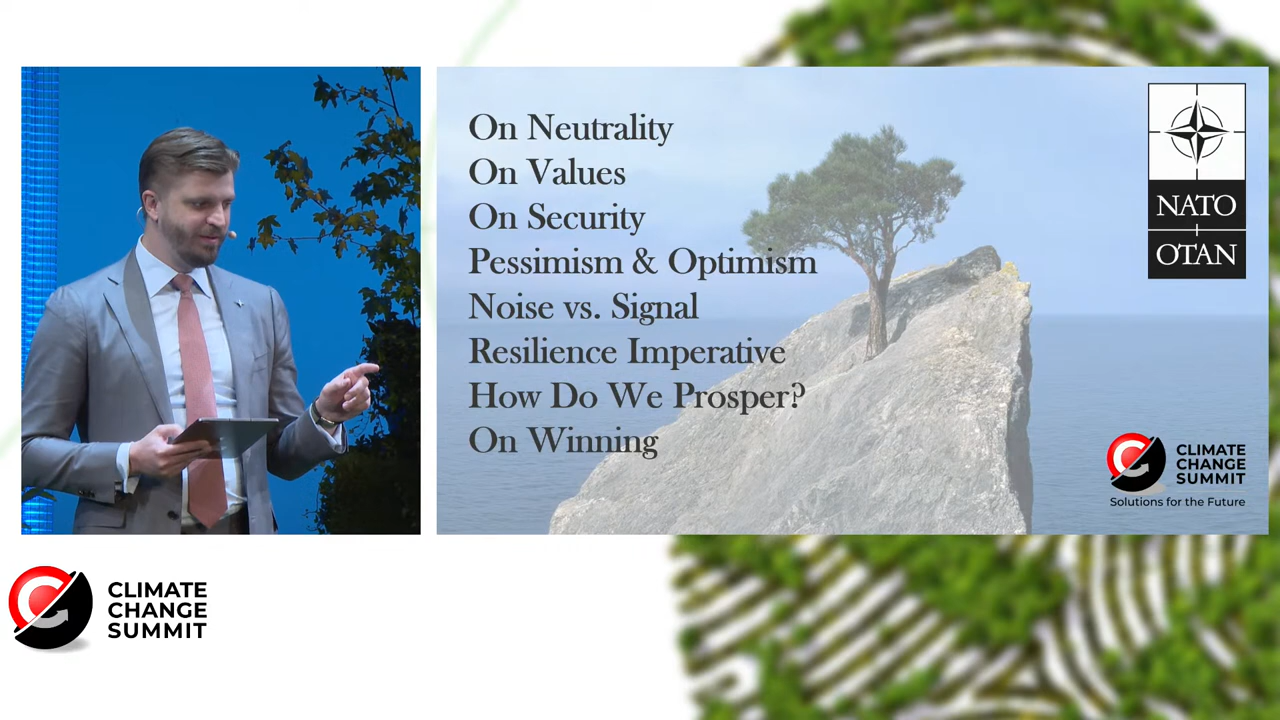 On Neutrality
On Values
On Security
Pessimism & Optimism
Noise vs. Signal
Resilience Imperative
How Do We Prosper?
On Winning
NATO
OTAN
CLIMATE
CHANGE
SUMMIT
Solutions for the Future
CLIMATE
CHANGE
SUMMIT